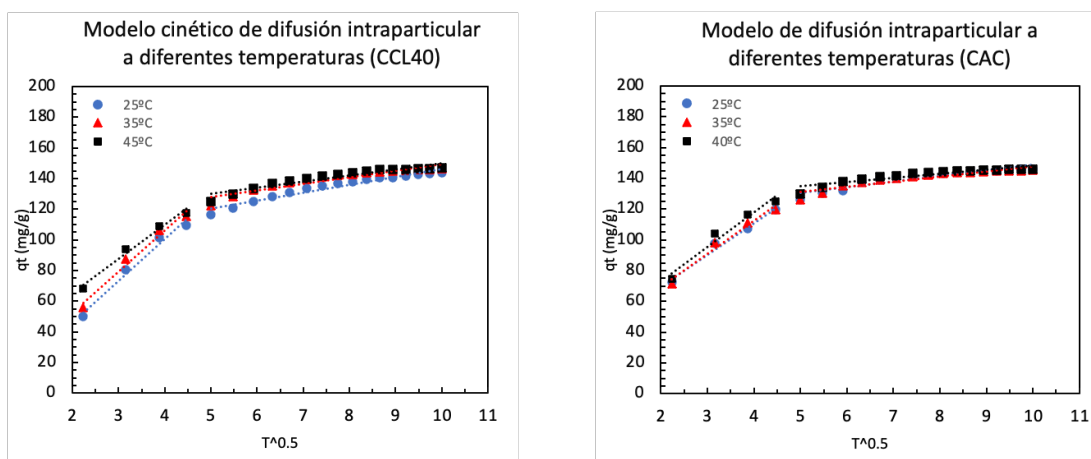 Modelo cinético de difusión intraparticular
a diferentes temperaturas (CCL40)
200
180
160
140
120
100
80
60
40
20
0
qt (mg/g)
25ºC
35ºC
45ºC
2 3 4 5 6 7 8 9 10 11
T^0.5
Modelo de difusión intraparticular a
diferentes temperaturas (CAC)
200
180
160
140
120
100
80
60
40
20
0
qt (mg/g)
25ºC
35ºC
40ºC
2 3 4 5 6 7 8 9 10 11
T^0.5